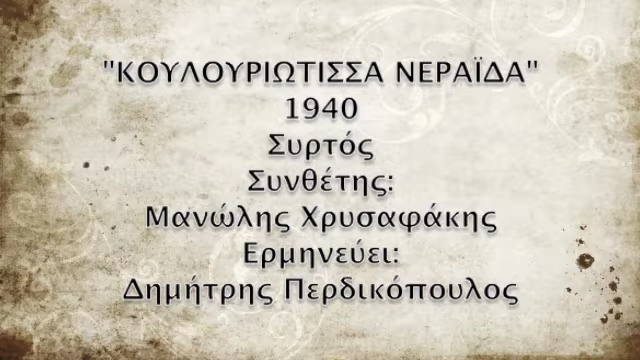 "ΚΟΥΛΟΥΡΙΩΤΙΣΣΑ ΝΕΡΑΪΔΑ"
1940
Συρτός
Συνθέτης:
Μανώλης Χρυσαφάκης
Ερμηνεύει:
Δημήτρης Περδικόπουλος